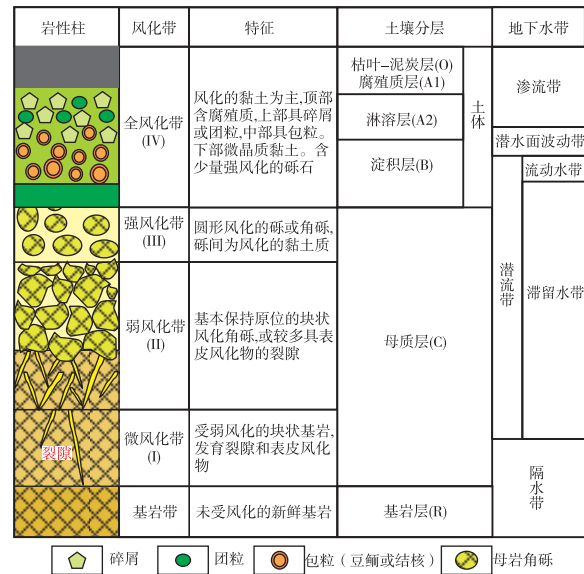 岩性柱
风化带
特征
土壤分层
地下水带
全风化带
(IV)
风化的黏土为主,顶部
含腐殖质,上部具碎屑
或团粒,中部具包粒。
下部微晶质黏土。含
少量强风化的砾石
枯叶–泥炭层(O)
腐殖质层(A1)
淋溶层(A2)
淀积层(B)
土体
渗流带
潜水面波动带
流动水带
潜流带
滞留水带
强风化带
(III)
圆形风化的砾或角砾,
砾间为风化的黏土质
弱风化带
(II)
基本保持原位的块状
风化角砾,或较多具表
皮风化物的裂隙
母质层(C)
裂隙
微风化带
(I)
受弱风化的块状基岩,
发育裂隙和表皮风化
物
隔水带
基岩带
未受风化的新鲜基岩
基岩层(R)
碎屑
团粒
包粒（豆鲕或结核）
母岩角砾